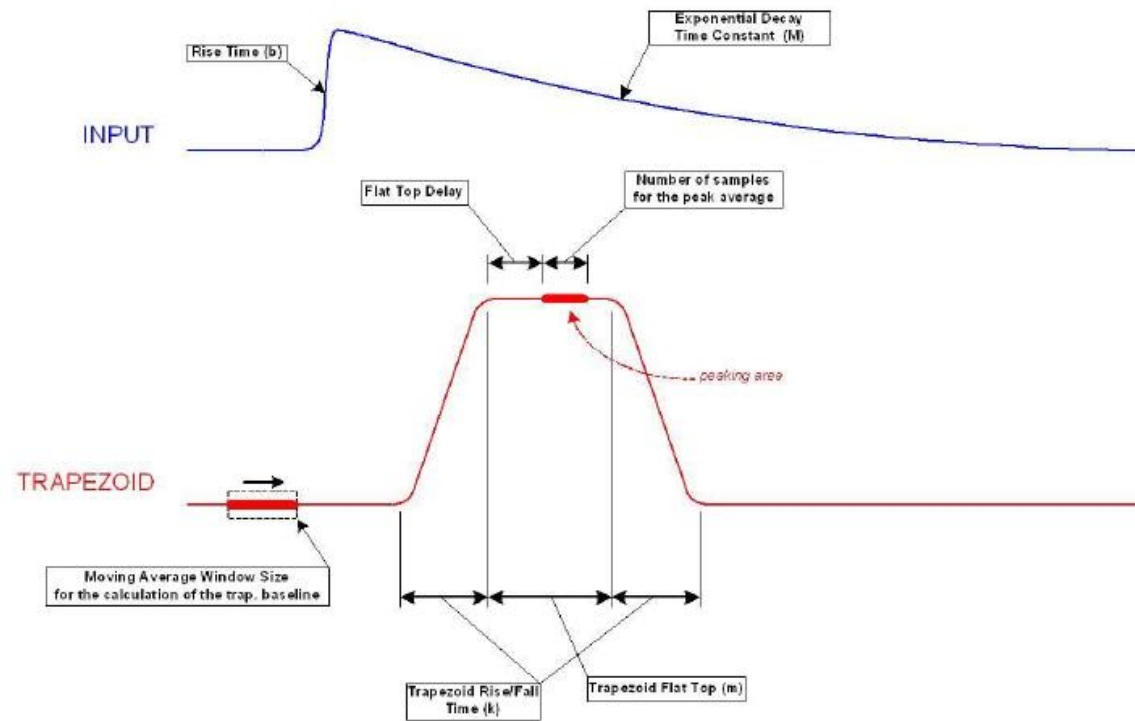 Exponential Decay
Time Constant (M)
Rise Time (b)
INPUT
Flat Top Delay
Number of samples
for the peak average
peaking area
TRAPEZOID
Moving Average Window Size
for the calculation of the trap. baseline
Trapezoid Rise/Fall
Time (k)
Trapezoid Flat Top (m)